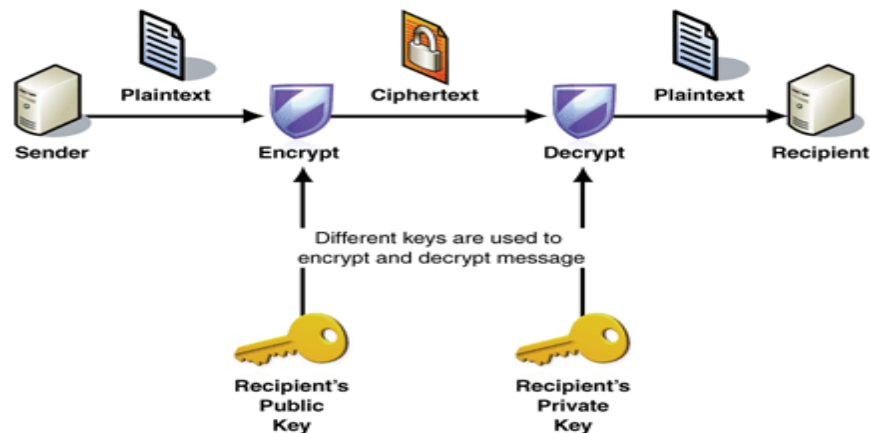 Plaintext
Ciphertext
Plaintext
Sender
Encrypt
Decrypt
Recipient
Different keys are used to
encrypt and decrypt message
Recipient's
Public
Key
Recipient's
Private
Key